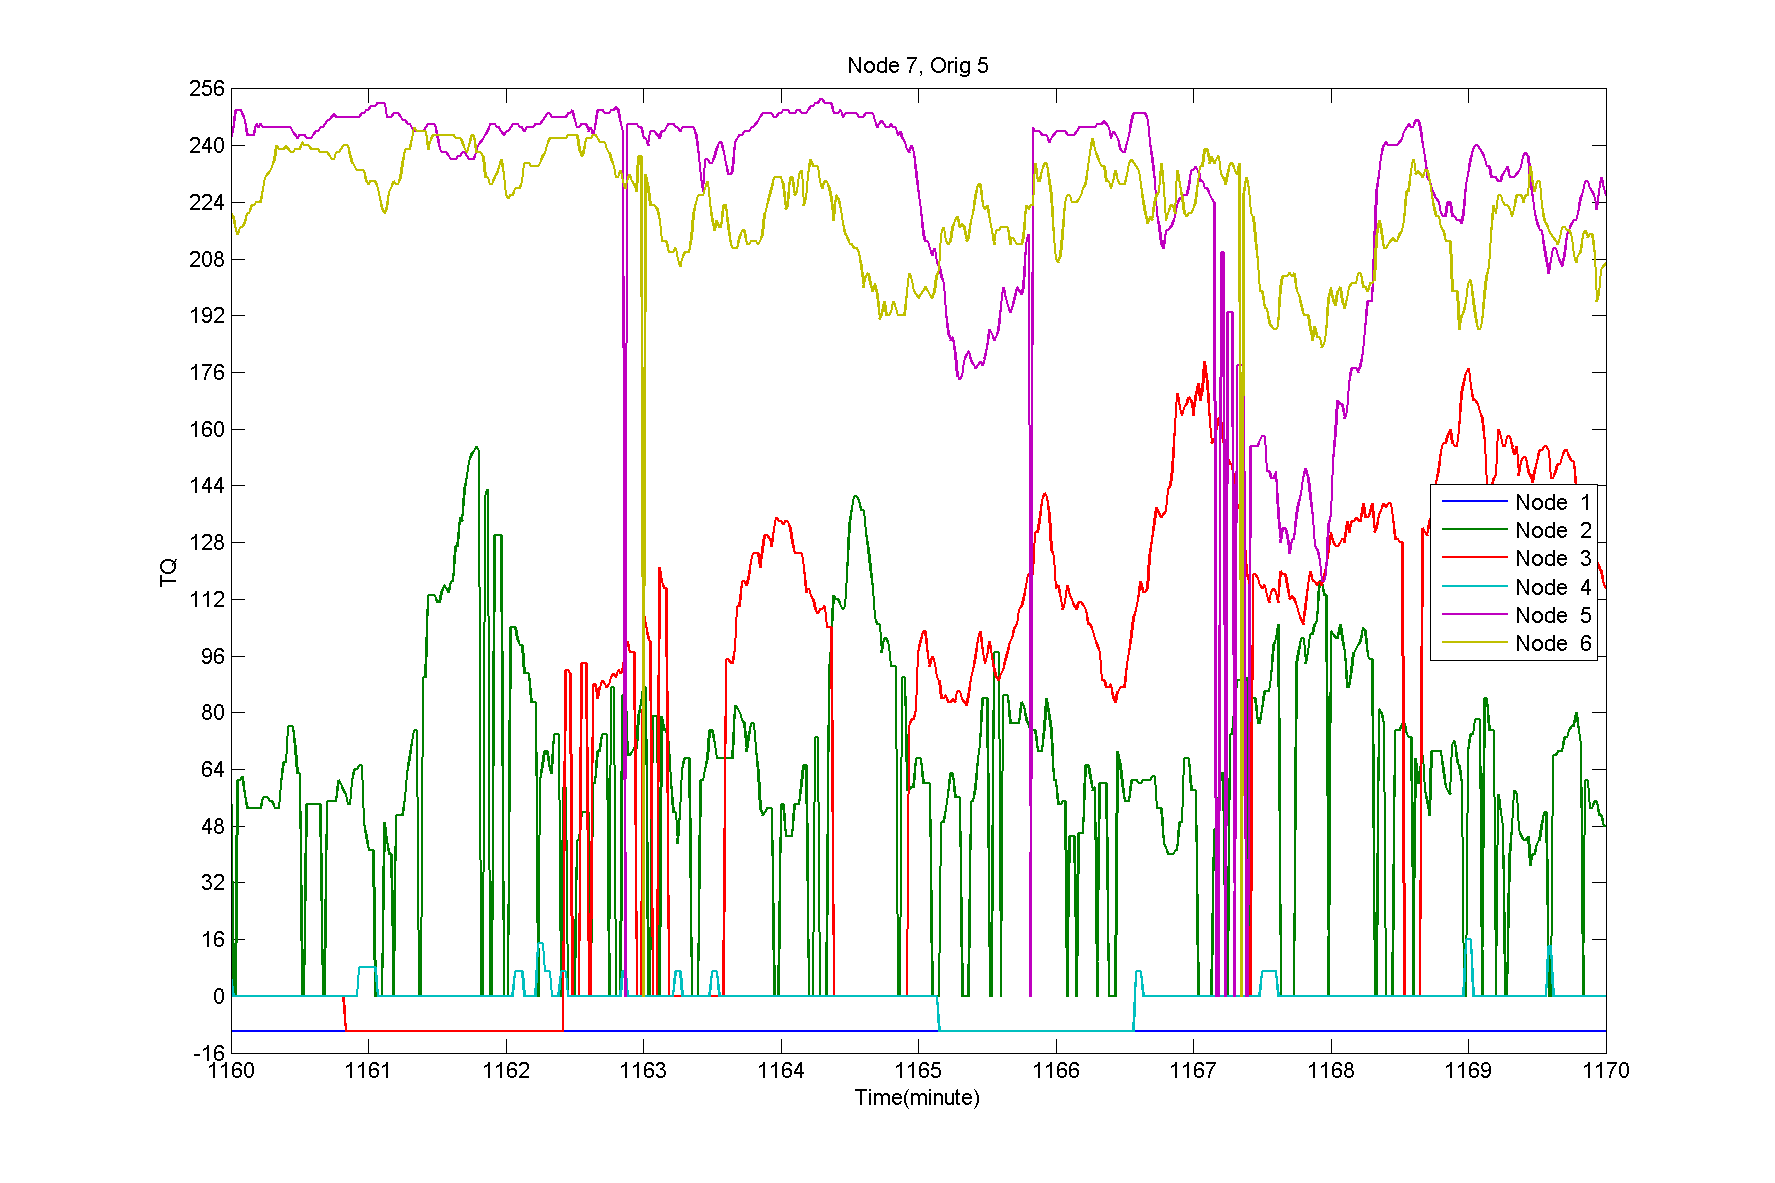 Node 7, Orig 5
256
240
224
208
192
176
160
144
128
112
96
80
64
48
32
16
0
-16
TQ
Node 1
Node 2
Node 3
Node 4
Node 5
Node 6
1160 1161 1162 1163 1164 1165 1166 1167 1168 1169 1170
Time(minute)